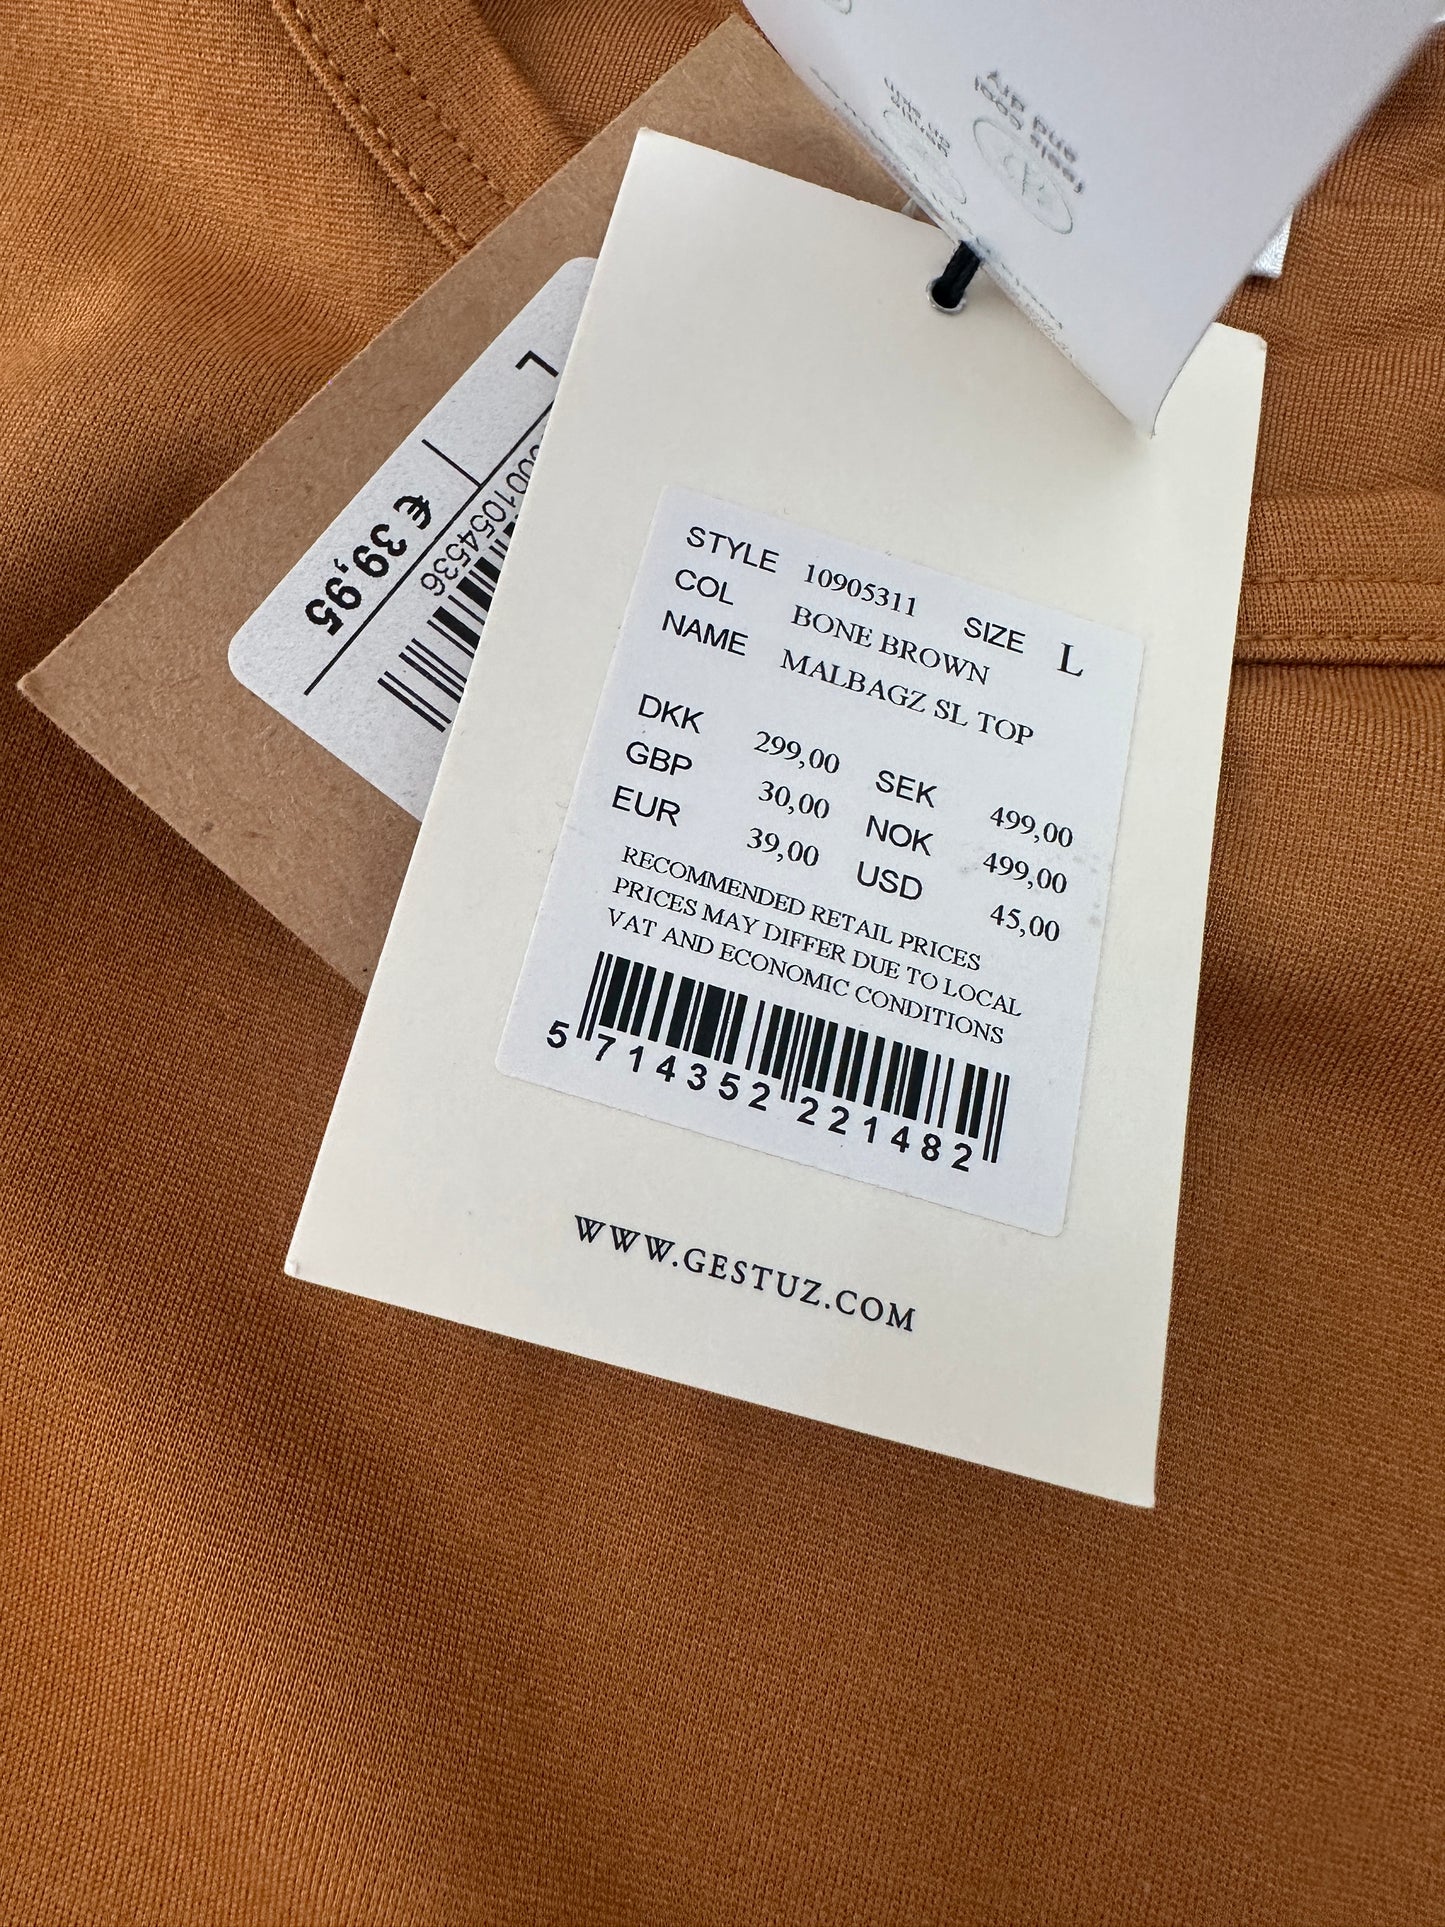 STYLE 10905311 SIZE L
COL BONE BROWN
NAME MALBAGZ SL TOP
DKK 299,00 SEK 499,00
GBP 30,00 NOK 499,00
EUR 39,00 USD 45,00
RECOMMENDED RETAIL PRICES
PRICES MAY DIFFER DUE TO LOCAL
VAT AND ECONOMIC CONDITIONS
5 714352 221482
WWW.GESTUZ.COM
L
0001054536
€ 39,95